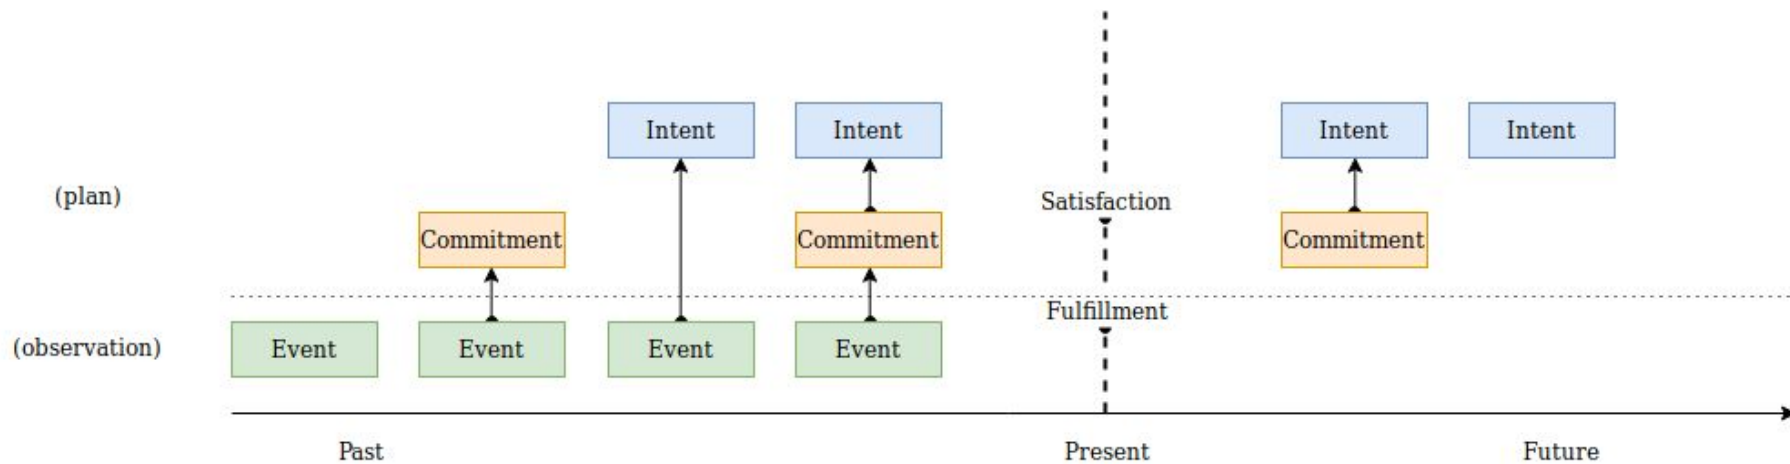 Intent
Intent
Intent
Intent
(plan)
Satisfaction
Commitment
Commitment
Commitment
Fulfillment
(observation)
Event
Event
Event
Event
Past
Present
Future